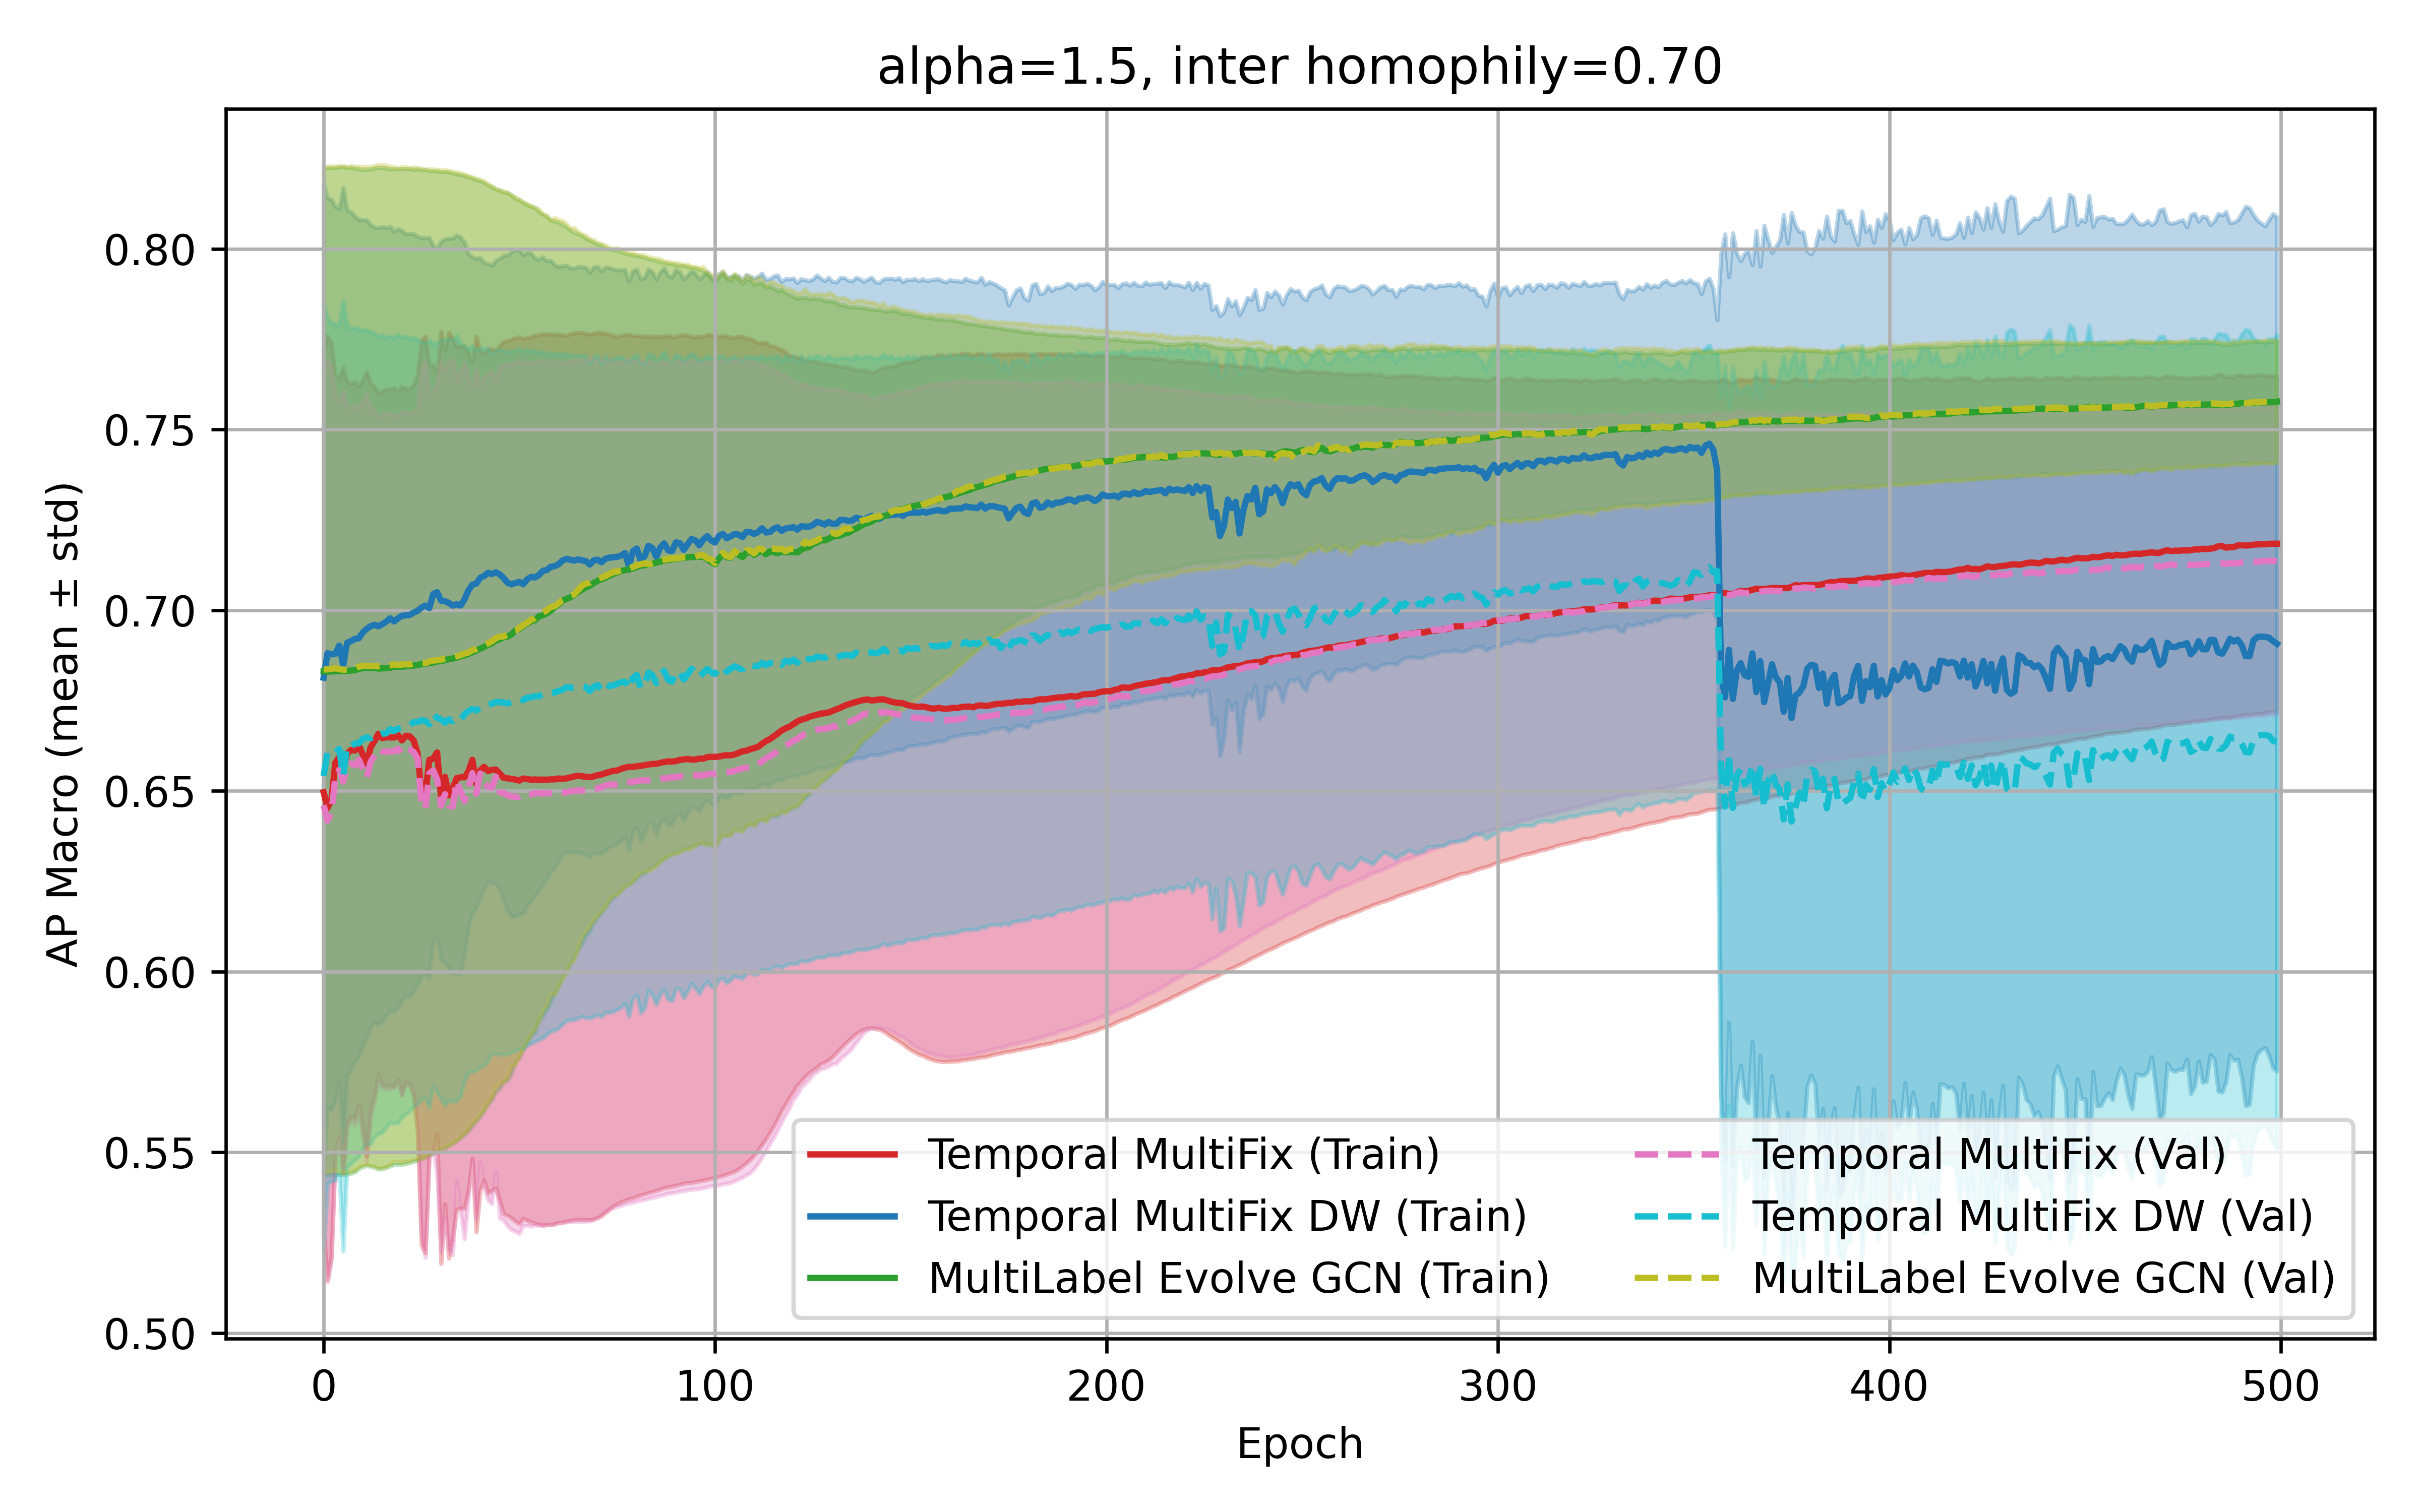 alpha=1.5, inter homophily=0.70
AP Macro (mean ± std)
0.80
0.75
0.70
0.65
0.60
0.55
0.50
Temporal MultiFix (Train)
Temporal MultiFix DW (Train)
MultiLabel Evolve GCN (Train)
Temporal MultiFix (Val)
Temporal MultiFix DW (Val)
MultiLabel Evolve GCN (Val)
0 100 200 300 400 500
Epoch